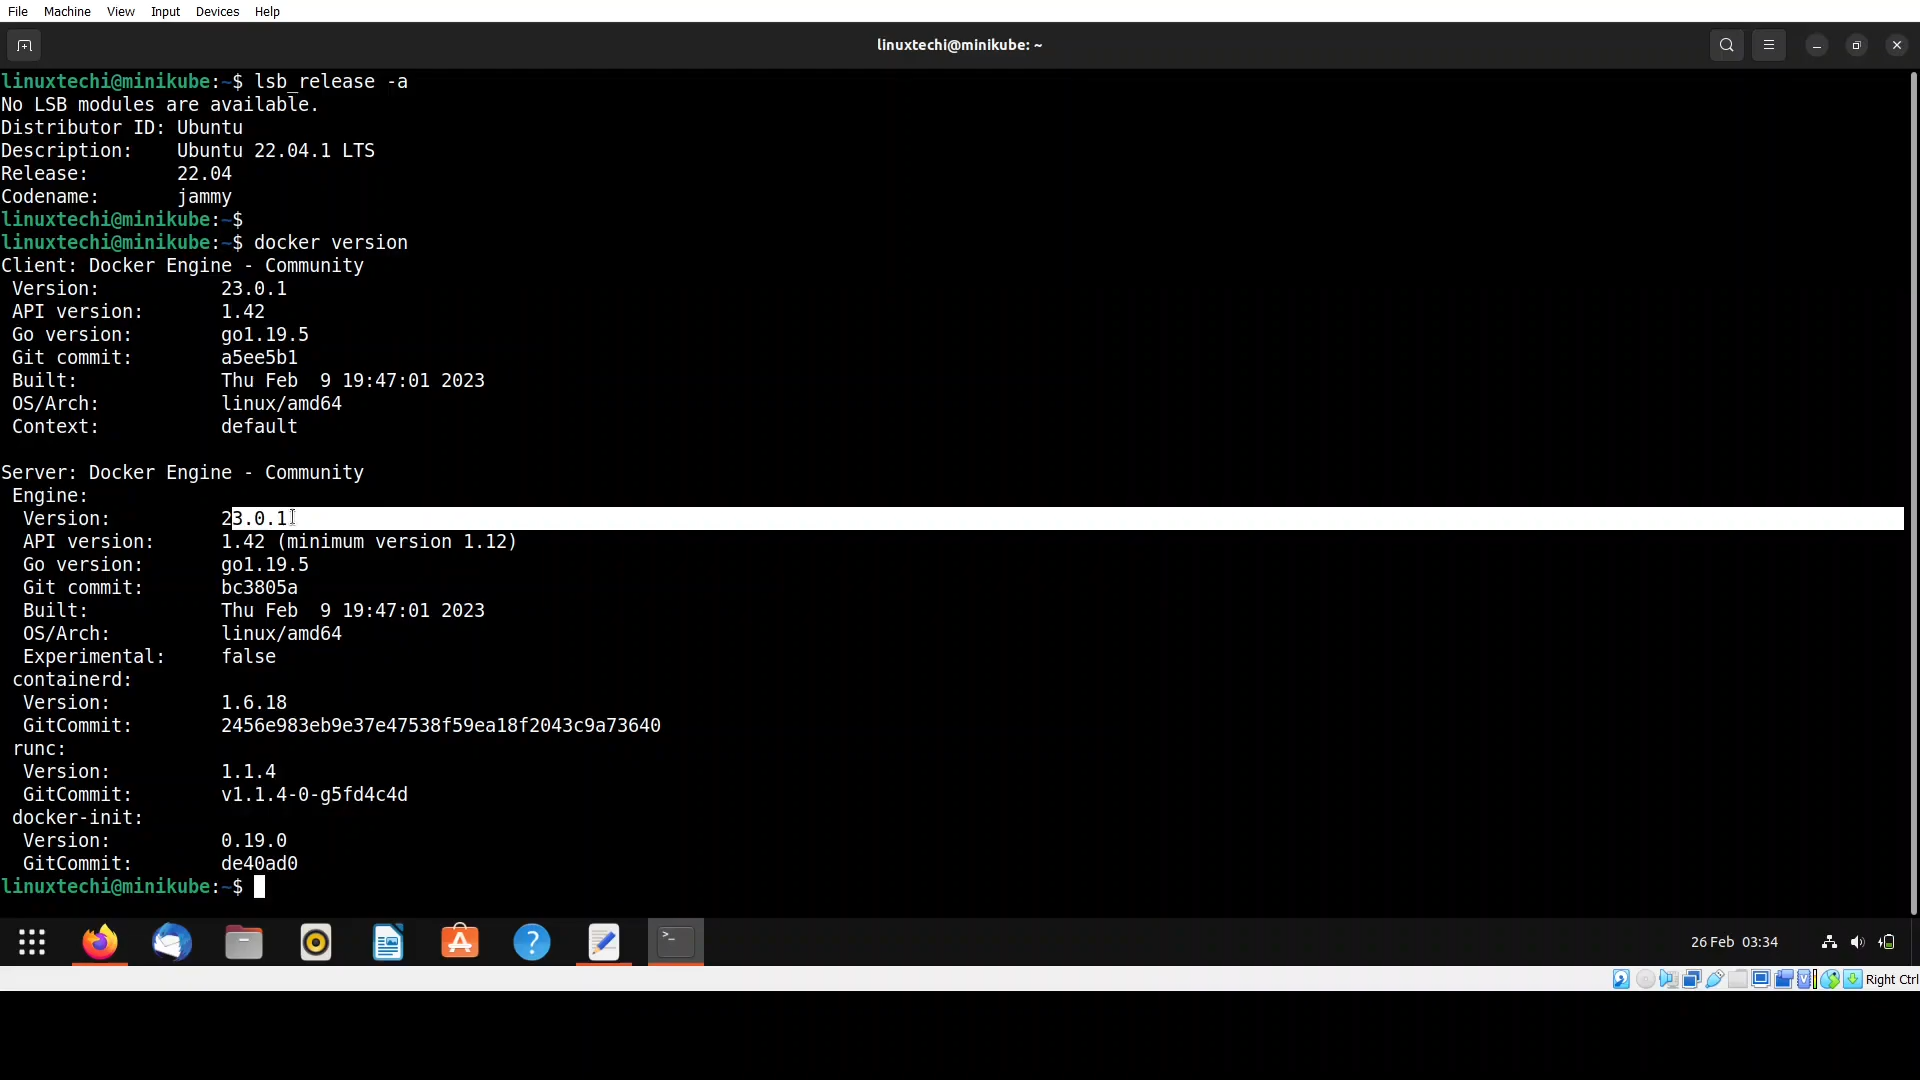 File Machine View Input Devices Help
linuxtechi@minikube: ~
linuxtechi@minikube:~$ lsb_release -a
No LSB modules are available.
Distributor ID: Ubuntu
Description:    Ubuntu 22.04.1 LTS
Release:        22.04
Codename:       jammy
linuxtechi@minikube:~$
linuxtechi@minikube:~$ docker version
Client: Docker Engine - Community
 Version:           23.0.1
 API version:       1.42
 Go version:        go1.19.5
 Git commit:        a5ee5b1
 Built:             Thu Feb  9 19:47:01 2023
 OS/Arch:           linux/amd64
 Context:           default
Server: Docker Engine - Community
 Engine:
  Version:          23.0.1
  API version:      1.42 (minimum version 1.12)
  Go version:       go1.19.5
  Git commit:       bc3805a
  Built:            Thu Feb  9 19:47:01 2023
  OS/Arch:          linux/amd64
  Experimental:     false
 containerd:
  Version:          1.6.18
  GitCommit:        2456e983eb9e37e47538f59ea18f2043c9a73640
 runc:
  Version:          1.1.4
  GitCommit:        v1.1.4-0-g5fd4c4d
 docker-init:
  Version:          0.19.0
  GitCommit:        de40ad0
linuxtechi@minikube:~$
26 Feb 03:34
Right Ctrl